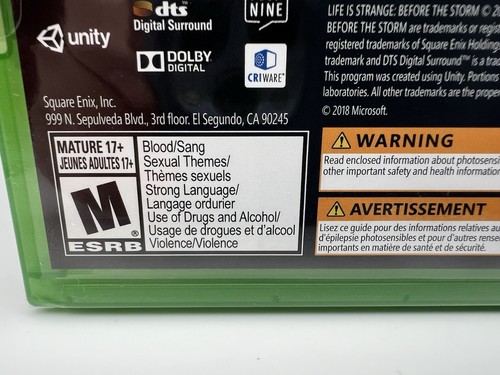 unity
dts
Digital Surround
DOLBY
DIGITAL
NINE
CRIWARE
LIFE IS STRANGE: BEFORE THE STORM ©
BEFORE THE STORM are trademarks or
registered trademarks of Square Enix Holdings
trademark and DTS Digital Surround™ is a
This program was created using Unity. Portions
laboratories. All other trademarks are the
© 2018 Microsoft.
Square Enix, Inc.
999 N. Sepulveda Blvd., 3rd floor. El Segundo, CA 90245
MATURE 17+
JEUNES ADULTES 17+
M
®
ESRB
Blood/Sang
Sexual Themes/
Thèmes sexuels
Strong Language/
Langage ordurier
Use of Drugs and Alcohol/
Usage de drogues et d'alcool
Violence/Violence
WARNING
Read enclosed information about
other important safety and health
AVERTISSEMENT
Lisez ce guide pour des informations relatives
d'épilepsie photosensibles et pour d'autres
importants en matière de santé et de sécurité.